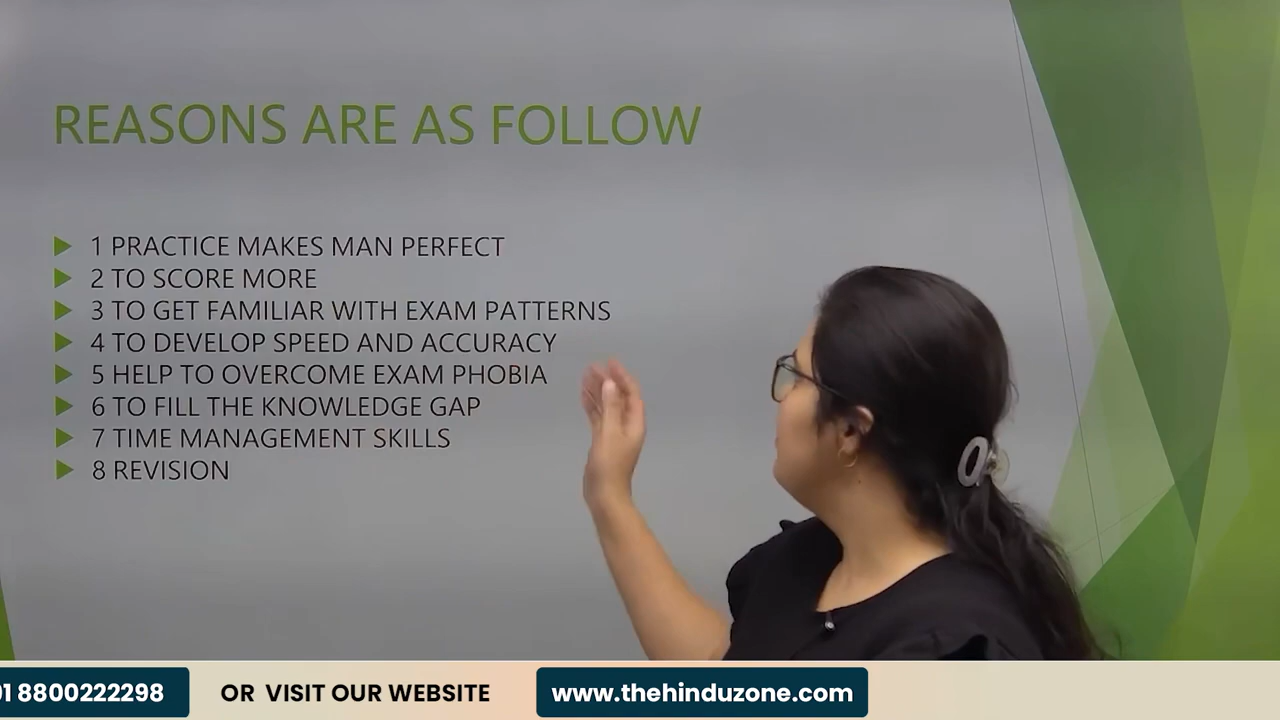 REASONS ARE AS FOLLOW
1 PRACTICE MAKES MAN PERFECT
2 TO SCORE MORE
3 TO GET FAMILIAR WITH EXAM PATTERNS
4 TO DEVELOP SPEED AND ACCURACY
5 HELP TO OVERCOME EXAM PHOBIA
6 TO FILL THE KNOWLEDGE GAP
7 TIME MANAGEMENT SKILLS
8 REVISION
1 8800222298 OR VISIT OUR WEBSITE www.thehinduzone.com